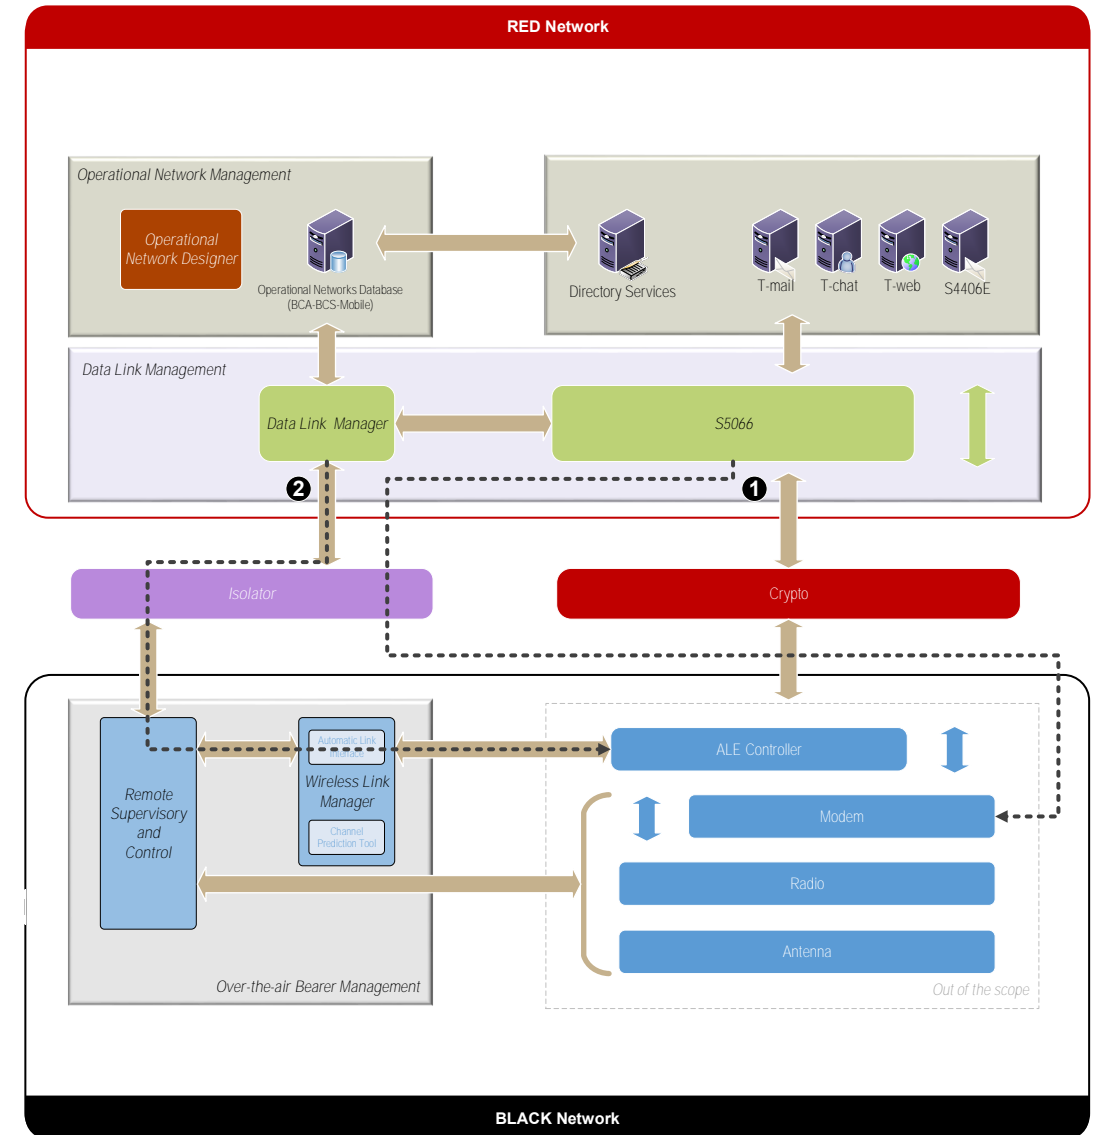 RED Network
Operational Network Management
Operational
Network Designer
Operational Networks Database
(BCA-BCS-Mobile)
Directory Services
T-mail
T-chat
T-web
S4406E
Data Link Management
Data Link Manager
S5066
2
1
Isolator
Crypto
Remote
Supervisory
and
Control
Automatic Link
Interface
Wireless Link
Manager
Channel
Prediction Tool
Over-the-air Bearer Management
ALE Controller
Modem
Radio
Antenna
Out of the scope
BLACK Network